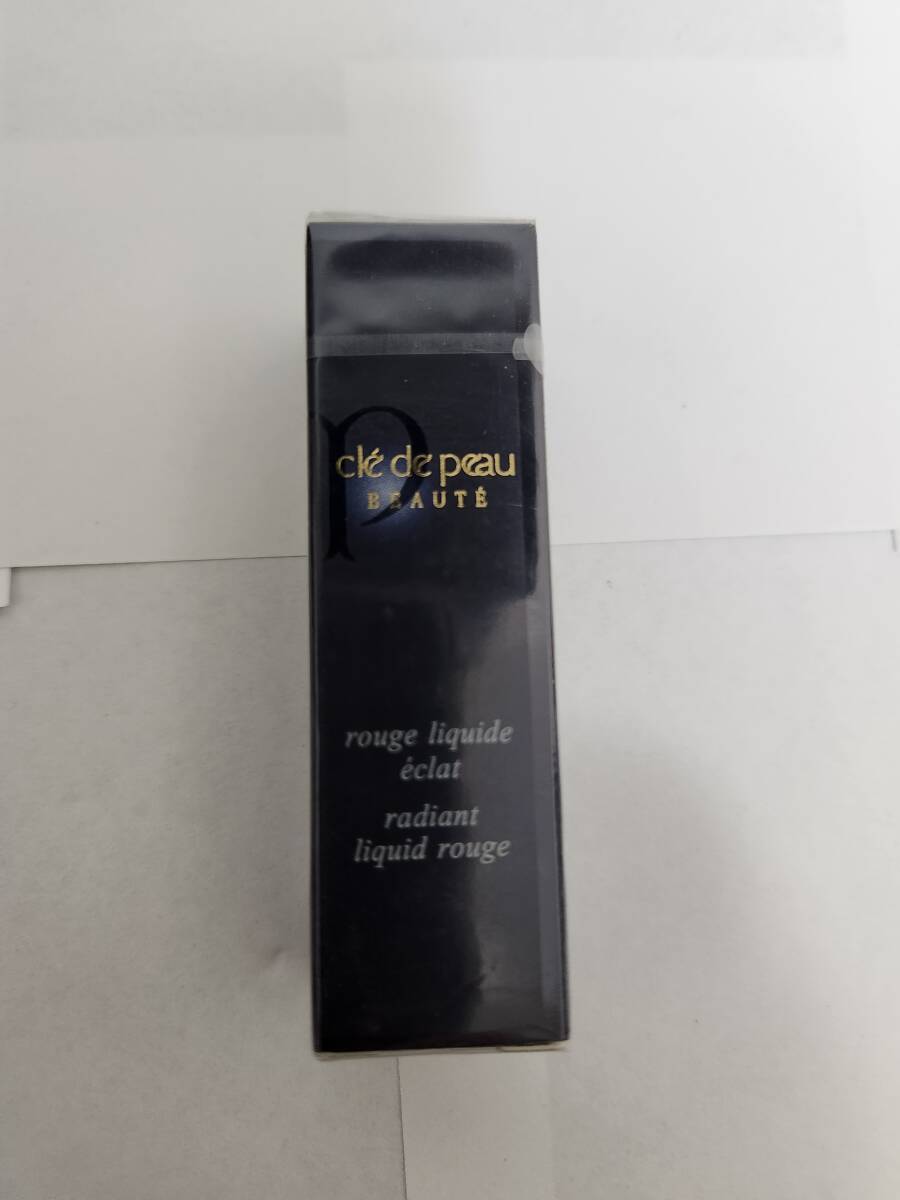 clé de peau
BEAUTÉ
rouge liquide
éclat
radiant
liquid rouge